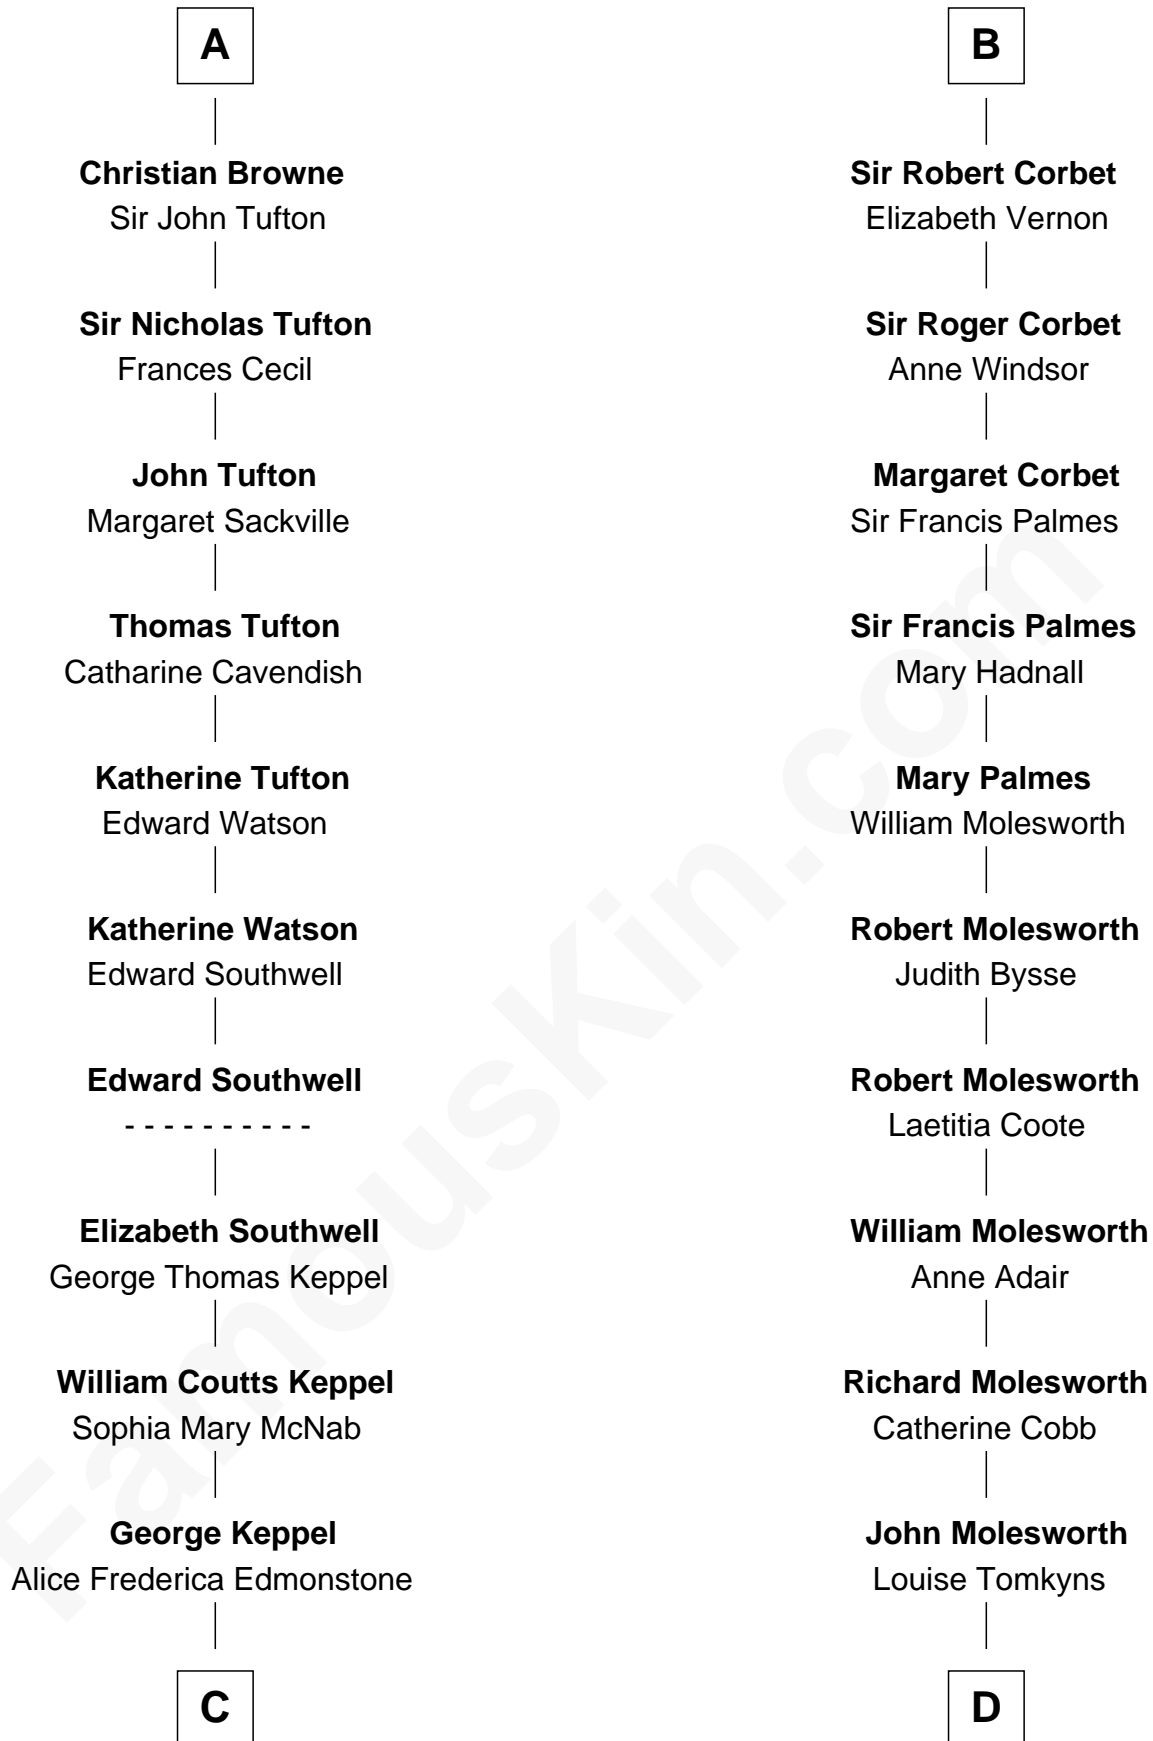 A
Christian Browne
Sir John Tufton
Sir Nicholas Tufton
Frances Cecil
John Tufton
Margaret Sackville
Thomas Tufton
Catharine Cavendish
Katherine Tufton
Edward Watson
Katherine Watson
Edward Southwell
Edward Southwell
- - - - - - - - - -
Elizabeth Southwell
George Thomas Keppel
William Coutts Keppel
Sophia Mary McNab
George Keppel
Alice Frederica Edmonstone
C
B
Sir Robert Corbet
Elizabeth Vernon
Sir Roger Corbet
Anne Windsor
Margaret Corbet
Sir Francis Palmes
Sir Francis Palmes
Mary Hadnall
Mary Palmes
William Molesworth
Robert Molesworth
Judith Bysse
Robert Molesworth
Laetitia Coote
William Molesworth
Anne Adair
Richard Molesworth
Catherine Cobb
John Molesworth
Louise Tomkyns
D
FamousKin.com